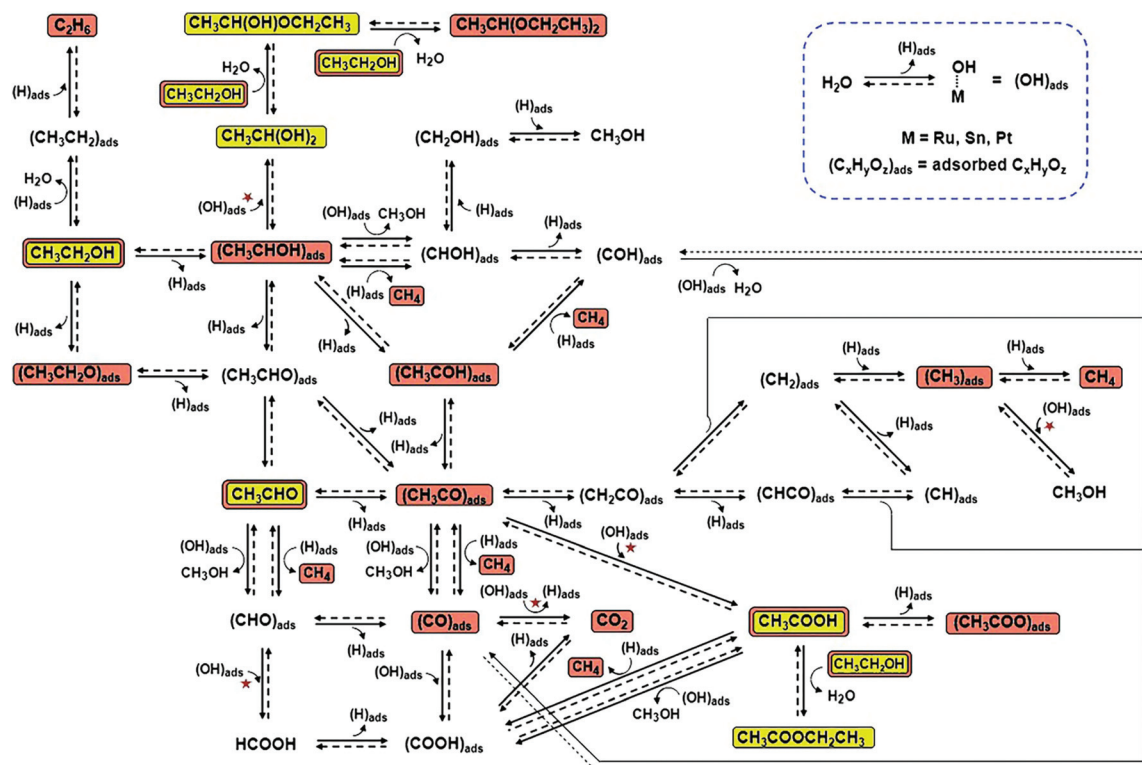 C₂H₆
CH₃CH(OH)OCH₂CH₃
CH₃CH(OCH₂CH₃)₂
CH₃CH₂OH
H₂O
H₂O
CH₃CH₂OH
(H)ads
(CH₃CH₂)ads
CH₃CH(OH)₂
(CH₂OH)ads
(H)ads
CH₃OH
H₂O
(H)ads
(OH)ads
(H)ads
(OH)ads
CH₃OH
CH₃CH₂OH
(CH₃CHOH)ads
(CHOH)ads
(H)ads
(COH)ads
(H)ads
(H)ads
CH₄
(OH)ads
H₂O
(H)ads
(H)ads
(H)ads
CH₄
(H)ads
(CH₃CH₂O)ads
(H)ads
(CH₃CHO)ads
(CH₃COH)ads
(CH₂)ads
(H)ads
(CH₃)ads
(H)ads
CH₄
(H)ads
(H)ads
(H)ads
(OH)ads
CH₃CHO
(H)ads
(CH₃CO)ads
(H)ads
(CH₂CO)ads
(H)ads
(CHCO)ads
(CH)ads
CH₃OH
(OH)ads
CH₃OH
(H)ads
CH₄
(OH)ads
CH₃OH
(H)ads
CH₄
(OH)ads
(OH)ads
(H)ads
(CHO)ads
(H)ads
(CO)ads
CO₂
CH₃COOH
(H)ads
(CH₃COO)ads
(OH)ads
(OH)ads
(H)ads
CH₄
(H)ads
CH₃CH₂OH
H₂O
CH₃OH
(OH)ads
HCOOH
(H)ads
(COOH)ads
CH₃COOCH₂CH₃
(H)ads
OH
H₂O
M
= (OH)ads
M = Ru, Sn, Pt
(CₓHᵧO_z)ads = adsorbed CₓHᵧO_z